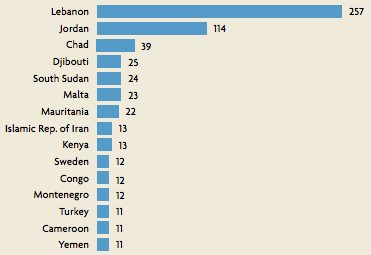 Lebanon 257
Jordan 114
Chad 39
Djibouti 25
South Sudan 24
Malta 23
Mauritania 22
Islamic Rep. of Iran 13
Kenya 13
Sweden 12
Congo 12
Montenegro 12
Turkey 11
Cameroon 11
Yemen 11